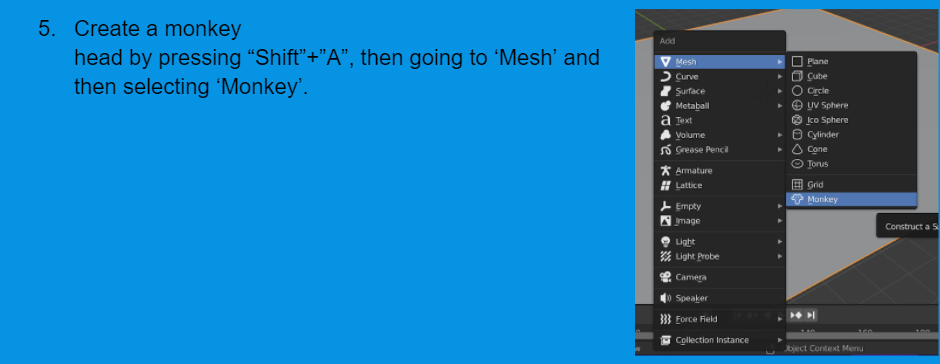 5. Create a monkey
head by pressing “Shift”+“A”, then going to ‘Mesh’ and
then selecting ‘Monkey’.
Add
Mesh
Curve
Surface
Metaball
Text
Volume
Grease Pencil
Armature
Lattice
Empty
Image
Light
Light Probe
Camera
Speaker
Force Field
Collection Instance
Plane
Cube
Circle
UV Sphere
Ico Sphere
Cylinder
Cone
Torus
Grid
Monkey
Construct a
140 160 180
Object Context Menu